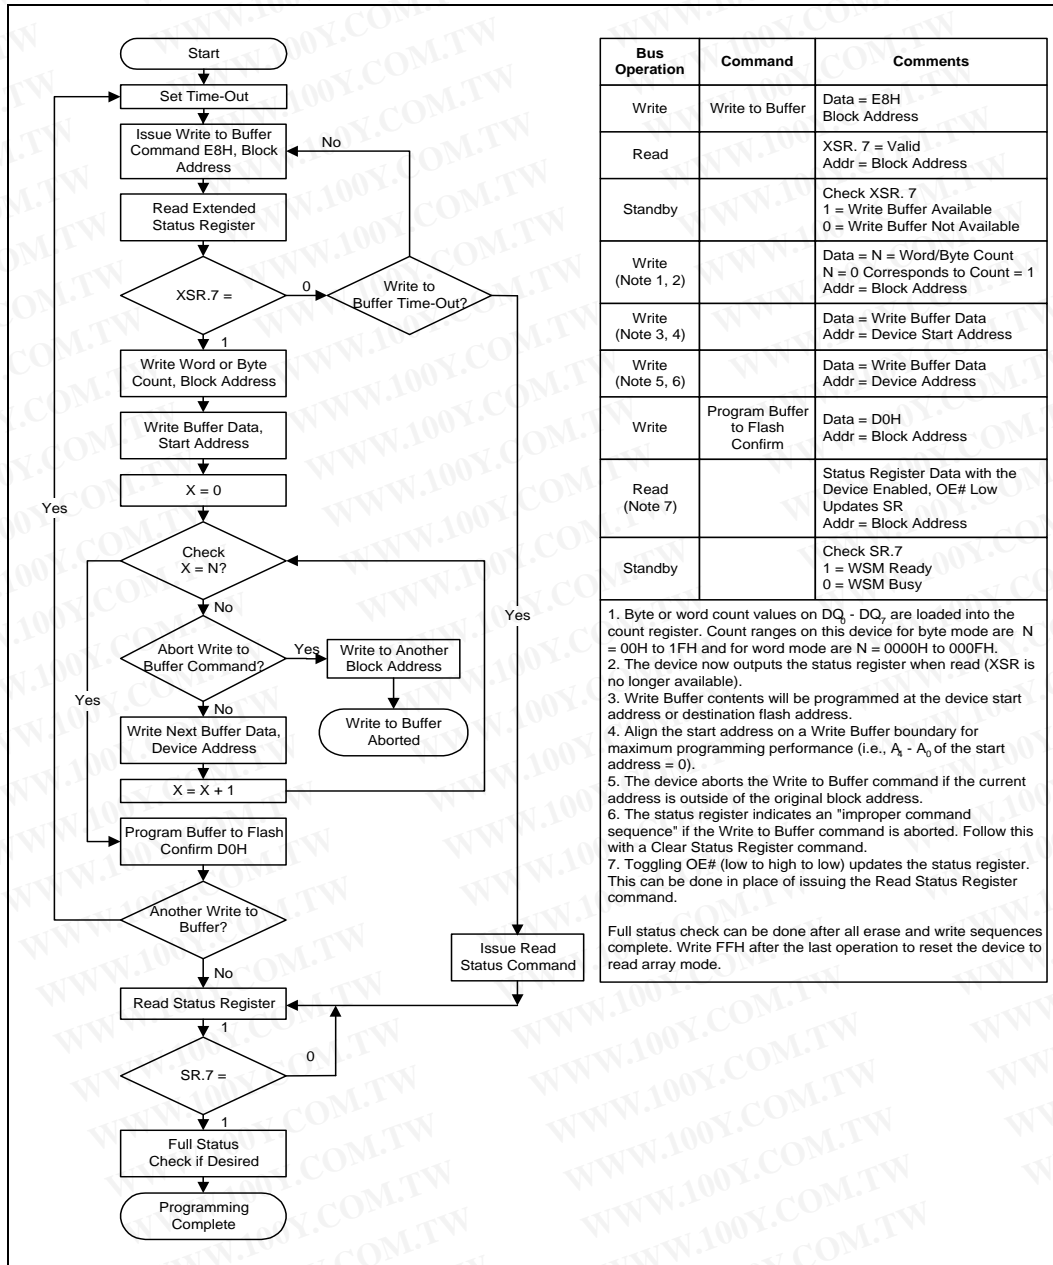 Start
Set Time-Out
Issue Write to Buffer
Command E8H, Block
Address
No
Read Extended
Status Register
XSR.7 =
0
Write to
Buffer Time-Out?
1
Write Word or Byte
Count, Block Address
Write Buffer Data,
Start Address
X = 0
Yes
Check
X = N?
No
Yes
Abort Write to
Buffer Command?
Yes
Write to Another
Block Address
Yes
No
Write to Buffer
Aborted
Write Next Buffer Data,
Device Address
X = X + 1
Program Buffer to Flash
Confirm D0H
Another Write to
Buffer?
Issue Read
Status Command
No
Read Status Register
1
0
SR.7 =
1
Full Status
Check if Desired
Programming
Complete
Bus
Operation
Command
Comments
Write
Write to Buffer
Data = E8H
Block Address
Read
XSR. 7 = Valid
Addr = Block Address
Standby
Check XSR. 7
1 = Write Buffer Available
0 = Write Buffer Not Available
Write
(Note 1, 2)
Data = N = Word/Byte Count
N = 0 Corresponds to Count = 1
Addr = Block Address
Write
(Note 3, 4)
Data = Write Buffer Data
Addr = Device Start Address
Write
(Note 5, 6)
Data = Write Buffer Data
Addr = Device Address
Write
Program Buffer
to Flash
Confirm
Data = D0H
Addr = Block Address
Read
(Note 7)
Status Register Data with the
Device Enabled, OE# Low
Updates SR
Addr = Block Address
Standby
Check SR.7
1 = WSM Ready
0 = WSM Busy
1. Byte or word count values on DQ0 - DQ7 are loaded into the
count register. Count ranges on this device for byte mode are N
= 00H to 1FH and for word mode are N = 0000H to 000FH.
2. The device now outputs the status register when read (XSR is
no longer available).
3. Write Buffer contents will be programmed at the device start
address or destination flash address.
4. Align the start address on a Write Buffer boundary for
maximum programming performance (i.e., A4 - A0 of the start
address = 0).
5. The device aborts the Write to Buffer command if the current
address is outside of the original block address.
6. The status register indicates an "improper command
sequence" if the Write to Buffer command is aborted. Follow this
with a Clear Status Register command.
7. Toggling OE# (low to high to low) updates the status register.
This can be done in place of issuing the Read Status Register
command.
Full status check can be done after all erase and write sequences
complete. Write FFH after the last operation to reset the device to
read array mode.
WWW.100Y.COM.TW